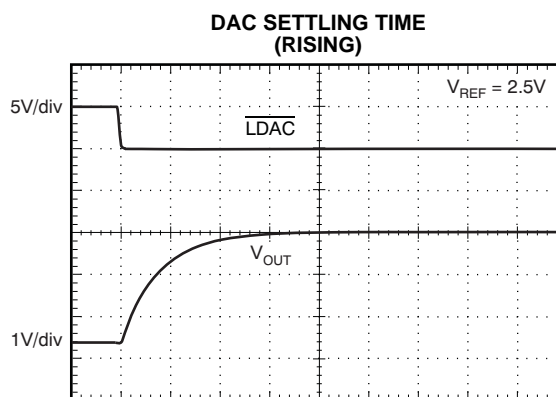 DAC SETTLING TIME
(RISING)
V_REF = 2.5V
5V/div
LDAC
V_OUT
1V/div